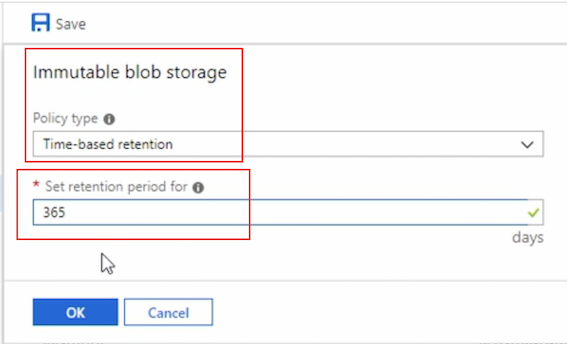 Save
Immutable blob storage
Policy type
Time-based retention
* Set retention period for
365
days
OK
Cancel